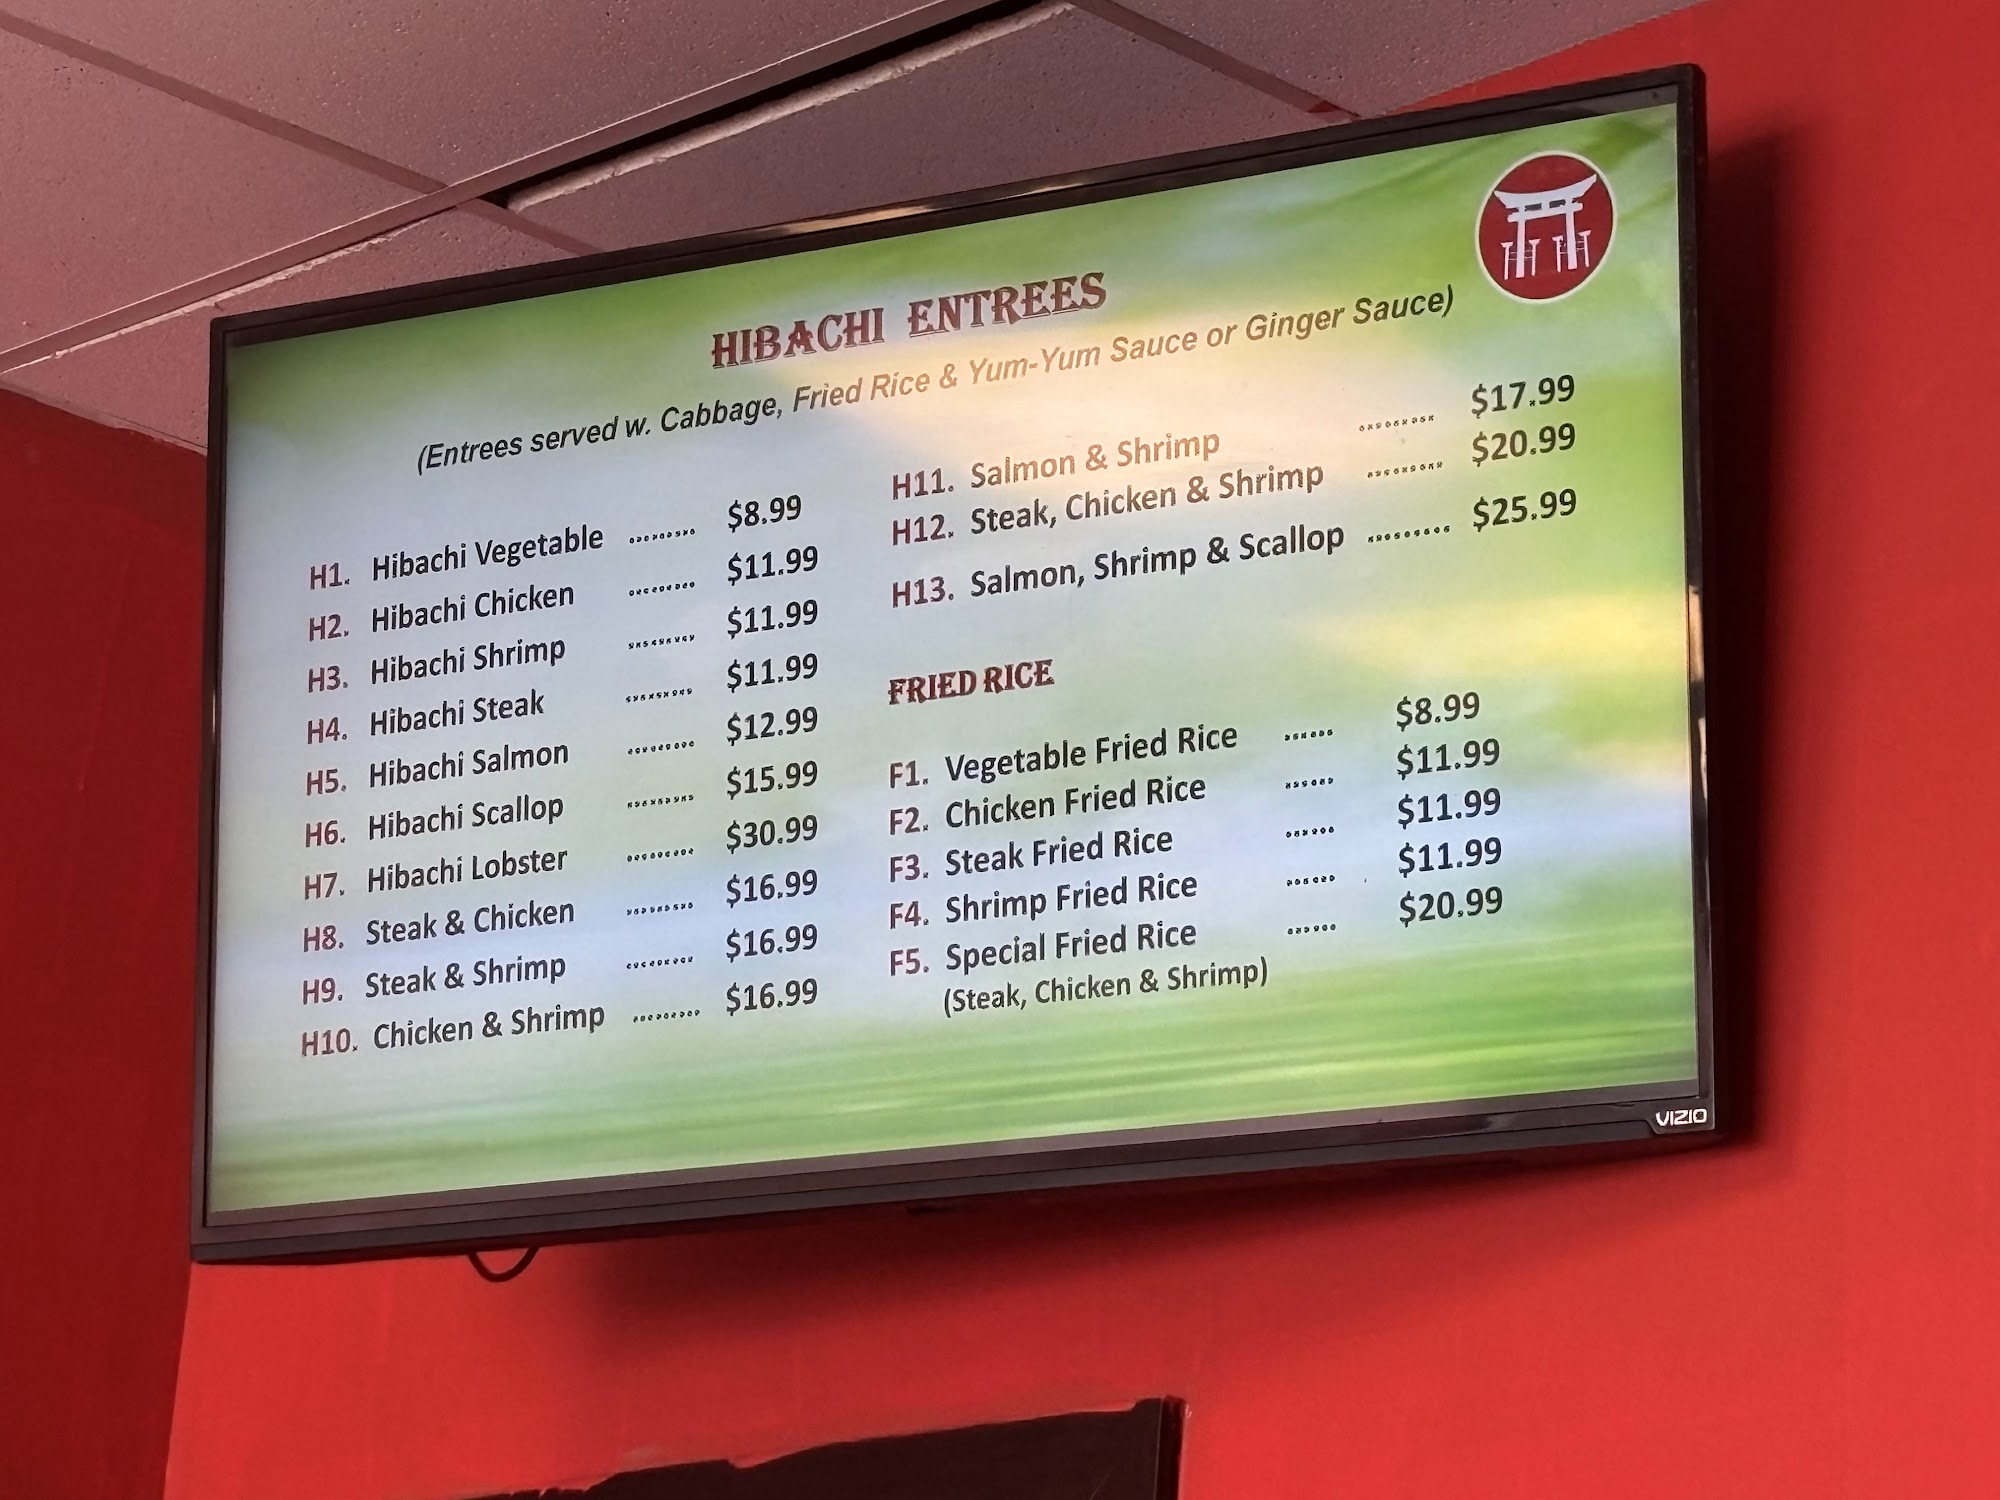 HIBACHI ENTREES
(Entrees served w. Cabbage, Fried Rice & Yum-Yum Sauce or Ginger Sauce)
H1. Hibachi Vegetable ......... $8.99
H2. Hibachi Chicken ......... $11.99
H3. Hibachi Shrimp ......... $11.99
H4. Hibachi Steak ......... $11.99
H5. Hibachi Salmon ......... $12.99
H6. Hibachi Scallop ......... $15.99
H7. Hibachi Lobster ......... $30.99
H8. Steak & Chicken ......... $16.99
H9. Steak & Shrimp ......... $16.99
H10. Chicken & Shrimp ......... $16.99
H11. Salmon & Shrimp ......... $17.99
H12. Steak, Chicken & Shrimp ......... $20.99
H13. Salmon, Shrimp & Scallop ......... $25.99
FRIED RICE
F1. Vegetable Fried Rice ...... $8.99
F2. Chicken Fried Rice ...... $11.99
F3. Steak Fried Rice ...... $11.99
F4. Shrimp Fried Rice ...... $11.99
F5. Special Fried Rice ...... $20.99
(Steak, Chicken & Shrimp)
VIZIO